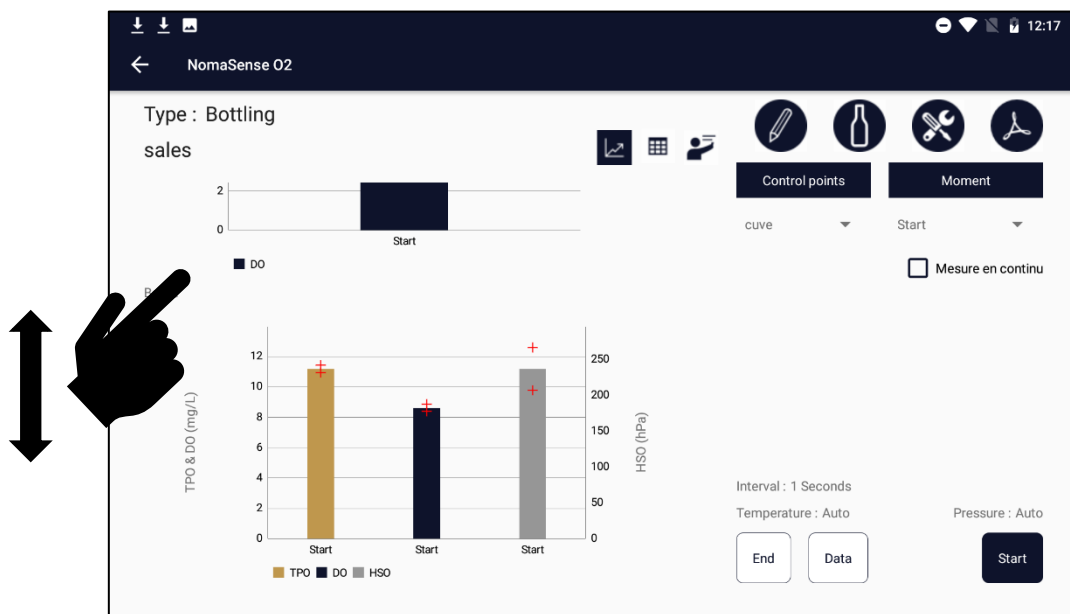 12:17
NomaSense O2
Type : Bottling
sales
Control points
Moment
cuve
Start
Mesure en continu
2
0
Start
DO
12
10
8
6
4
2
0
TPO & DO (mg/L)
250
200
150
100
50
0
HSO (hPa)
Start
Start
Start
TPO DO HSO
Interval : 1 Seconds
Temperature : Auto
Pressure : Auto
End
Data
Start